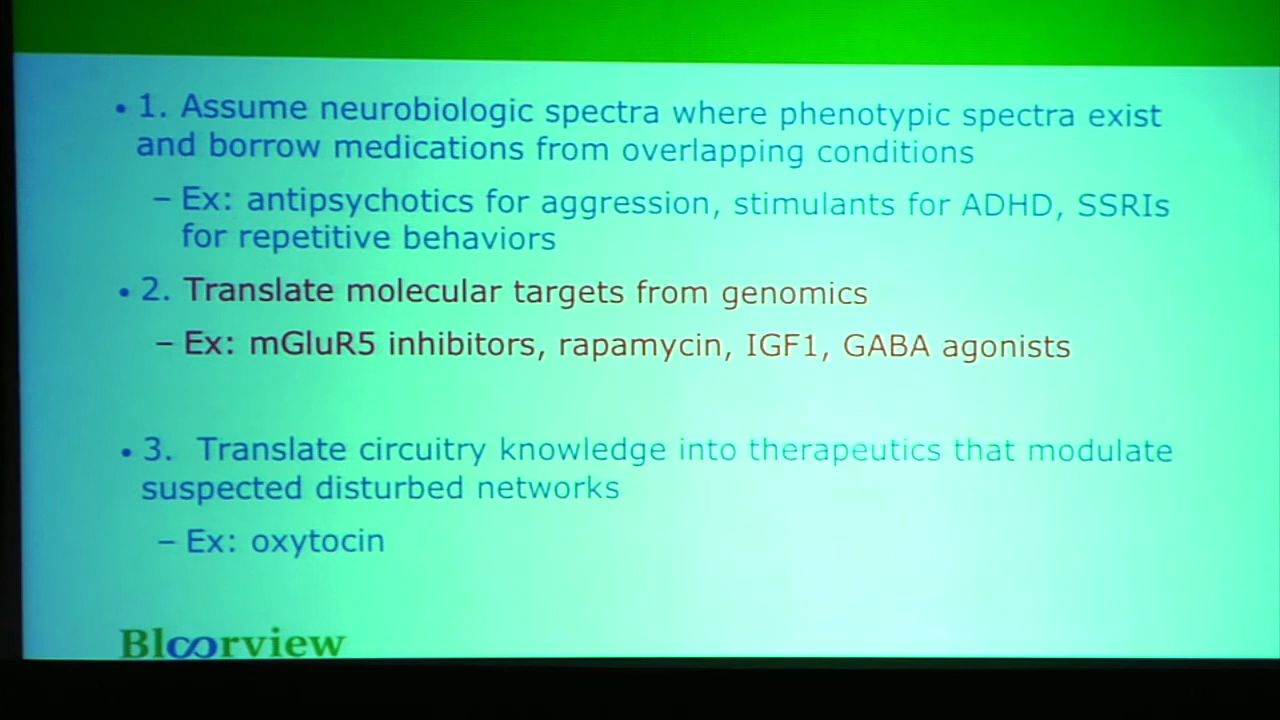 • 1. Assume neurobiologic spectra where phenotypic spectra exist
and borrow medications from overlapping conditions
– Ex: antipsychotics for aggression, stimulants for ADHD, SSRIs
for repetitive behaviors
• 2. Translate molecular targets from genomics
– Ex: mGluR5 inhibitors, rapamycin, IGF1, GABA agonists
• 3. Translate circuitry knowledge into therapeutics that modulate
suspected disturbed networks
– Ex: oxytocin
Bloorview